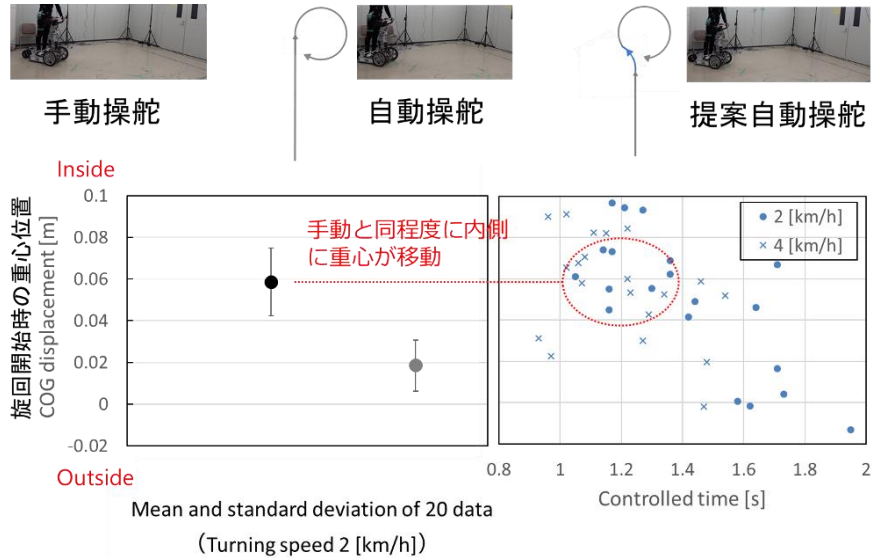 手動操舵
自動操舵
提案自動操舵
Inside
旋回開始時の重心位置
COG displacement [m]
0.1
0.08
0.06
0.04
0.02
0
-0.02
手動と同程度に内側
に重心が移動
2 [km/h]
4 [km/h]
Outside
0.8
1
1.2
1.4
1.6
1.8
2
Controlled time [s]
Mean and standard deviation of 20 data
（Turning speed 2 [km/h]）